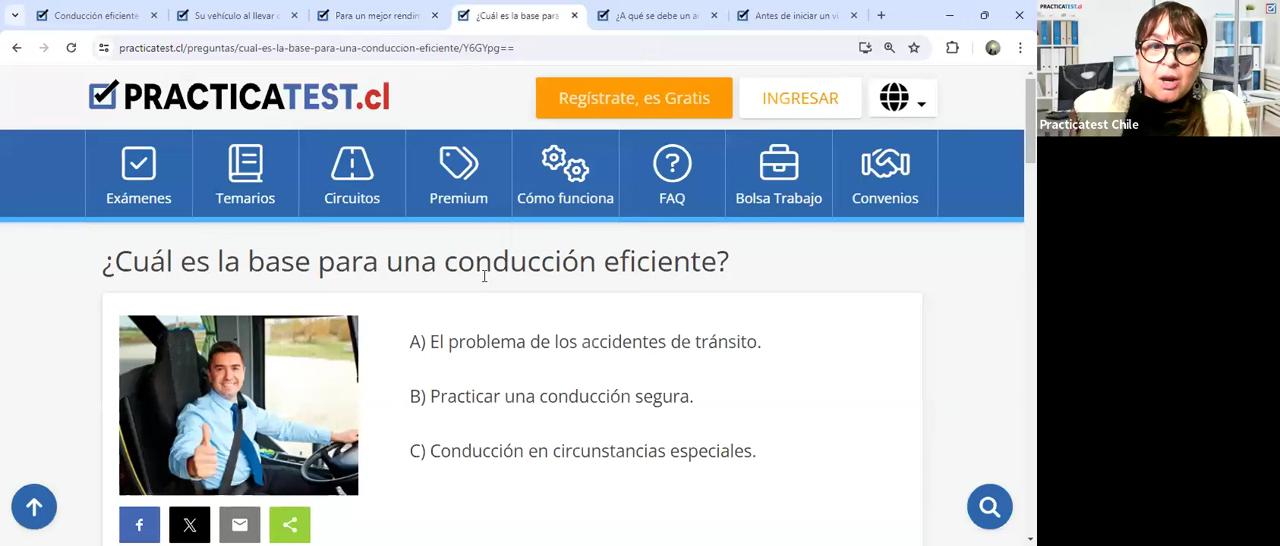 Conducción eficiente
Su vehículo al llevar c
Para un mejor rendim
¿Cuál es la base para
¿A qué se debe un au
Antes de iniciar un vi
practicatest.cl/preguntas/cual-es-la-base-para-una-conduccion-eficiente/Y6GYpg==
PRACTICATEST.cl
Regístrate, es Gratis
INGRESAR
Exámenes
Temarios
Circuitos
Premium
Cómo funciona
FAQ
Bolsa Trabajo
Convenios
¿Cuál es la base para una conducción eficiente?
A) El problema de los accidentes de tránsito.
B) Practicar una conducción segura.
C) Conducción en circunstancias especiales.
PRACTICATEST.cl
Practicatest Chile